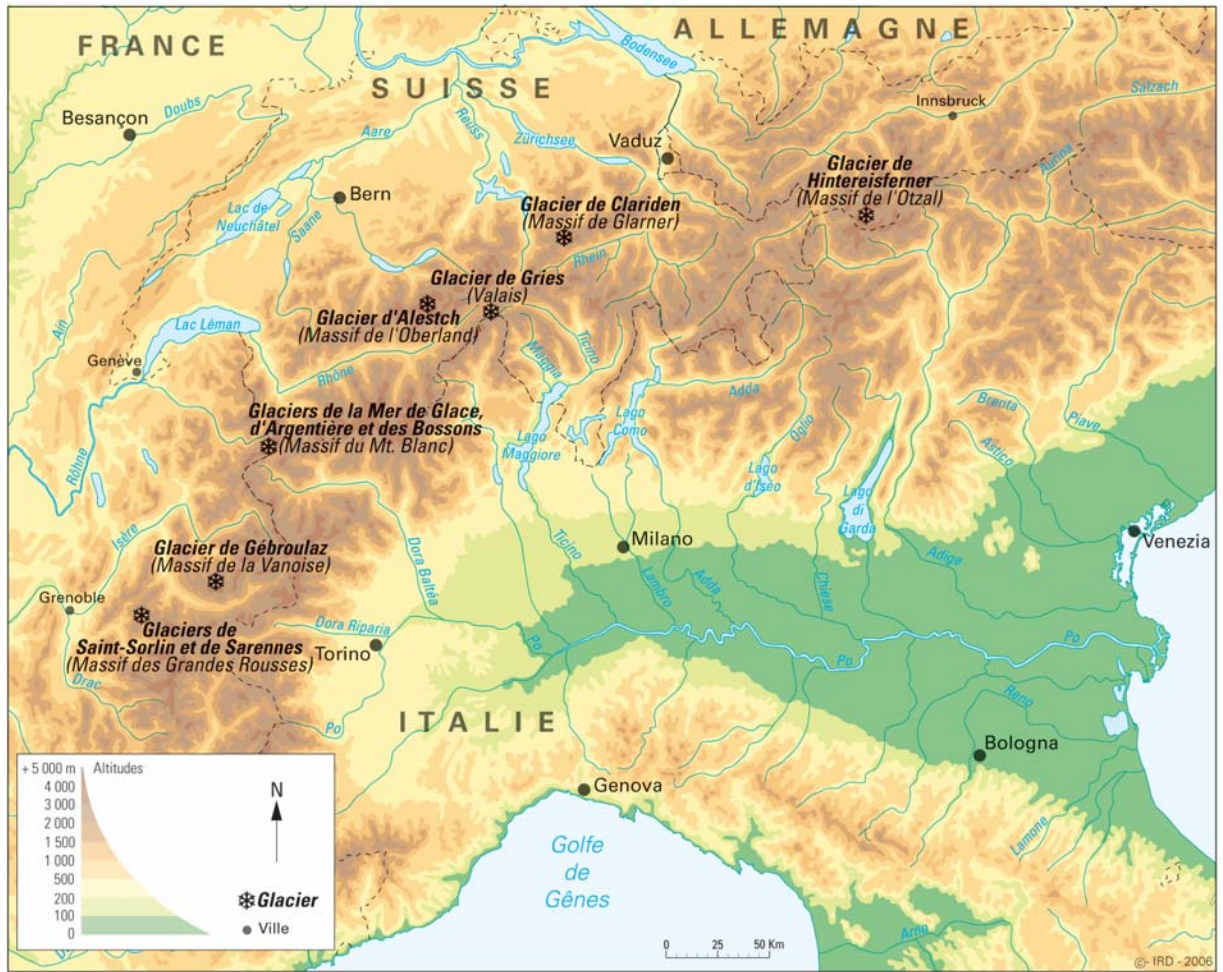 FRANCE
ALLEMAGNE
SUISSE
Bodensee
Besançon
Doubs
Aare
Reuss
Zürichsee
Vaduz
Innsbruck
Salzach
Aurina
Glacier de
Hintereisferner
(Massif de l'Otzal)
Bern
Lac de
Neuchâtel
Saane
Glacier de Clariden
(Massif de Glarner)
Rhein
Glacier de Gries
(Valais)
Glacier d'Alestch
(Massif de l'Oberland)
Ain
Lac Léman
Genève
Rhône
Maggia
Ticino
Adda
Glaciers de la Mer de Glace,
d'Argentière et des Bossons
(Massif du Mt. Blanc)
Lago
Maggiore
Lago
Como
Oglio
Brenta
Piave
Astico
Rôhne
Lago
d'Iseo
Lago
di
Garda
Isère
Glacier de Gébroulaz
(Massif de la Vanoise)
Dora Baltéa
Ticino
Milano
Lambro
Adda
Chiese
Adige
Venezia
Grenoble
Glaciers de
Saint-Sorlin et de Sarennes
(Massif des Grandes Rousses)
Dora Riparia
Torino
Po
Po
Po
Drac
Po
ITALIE
Reno
Bologna
Genova
Lamone
Golfe
de
Gênes
Arno
+ 5 000 m
Altitudes
4 000
3 000
2 000
1 500
1 000
500
200
100
0
N
Glacier
Ville
0 25 50 Km
©- IRD - 2006